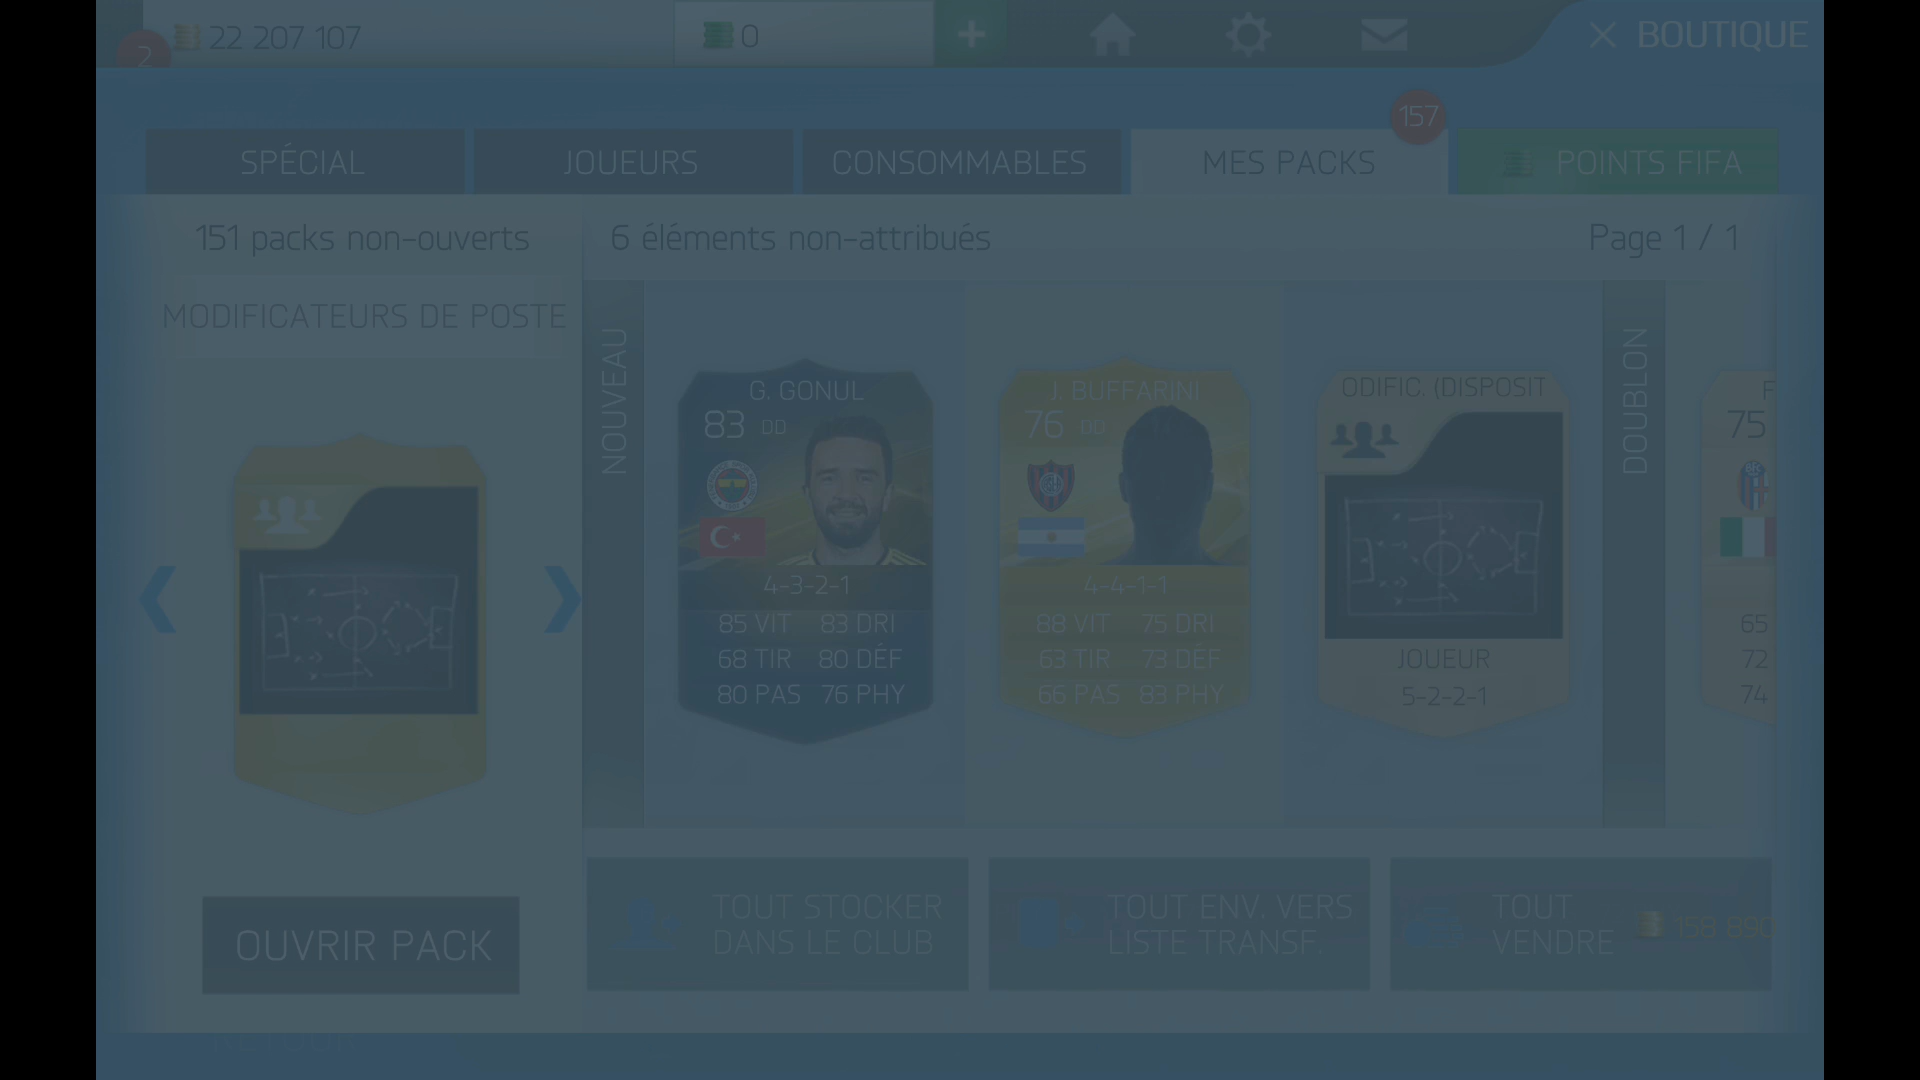 22 207 107
0
BOUTIQUE
2
157
SPÉCIAL
JOUEURS
CONSOMMABLES
MES PACKS
POINTS FIFA
151 packs non-ouverts
6 éléments non-attribués
Page 1 / 1
MODIFICATEURS DE POSTE
OUVRIR PACK
NOUVEAU
G. GONUL
83 DD
4-3-2-1
85 VIT 83 DRI
68 TIR 80 DÉF
80 PAS 76 PHY
J. BUFFARINI
76 DD
4-4-1-1
88 VIT 75 DRI
63 TIR 73 DÉF
66 PAS 83 PHY
ODIFIC. (DISPOSIT
JOUEUR
5-2-2-1
DOUBLON
F
75
65
72
74
TOUT STOCKER
DANS LE CLUB
TOUT ENV. VERS
LISTE TRANSF.
TOUT
VENDRE
158 890
RETOUR